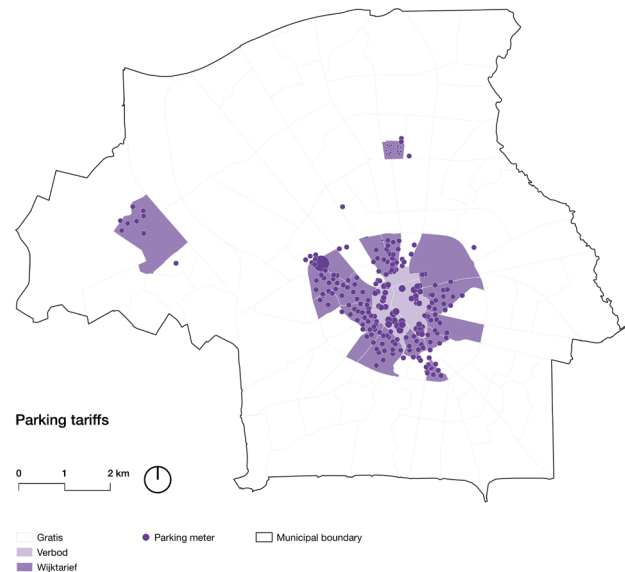 Parking tariffs
0 1 2 km
Gratis
Parking meter
Municipal boundary
Verbod
Wijktarief